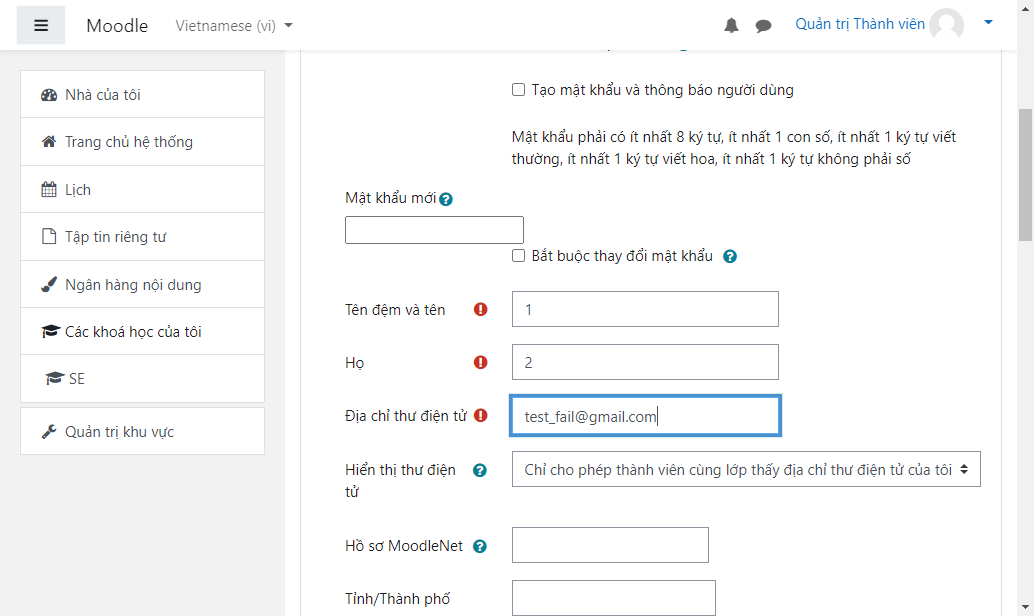 Moodle Vietnamese (vi) Quản trị Thành viên
Nhà của tôi
Trang chủ hệ thống
Lịch
Tập tin riêng tư
Ngân hàng nội dung
Các khoá học của tôi
SE
Quản trị khu vực
Tạo mật khẩu và thông báo người dùng
Mật khẩu phải có ít nhất 8 ký tự, ít nhất 1 con số, ít nhất 1 ký tự viết
thường, ít nhất 1 ký tự viết hoa, ít nhất 1 ký tự không phải số
Mật khẩu mới
Bắt buộc thay đổi mật khẩu
Tên đệm và tên 1
Họ 2
Địa chỉ thư điện tử test_fail@gmail.com
Hiển thị thư điện Chỉ cho phép thành viên cùng lớp thấy địa chỉ thư điện tử của tôi
tử
Hồ sơ MoodleNet
Tỉnh/Thành phố